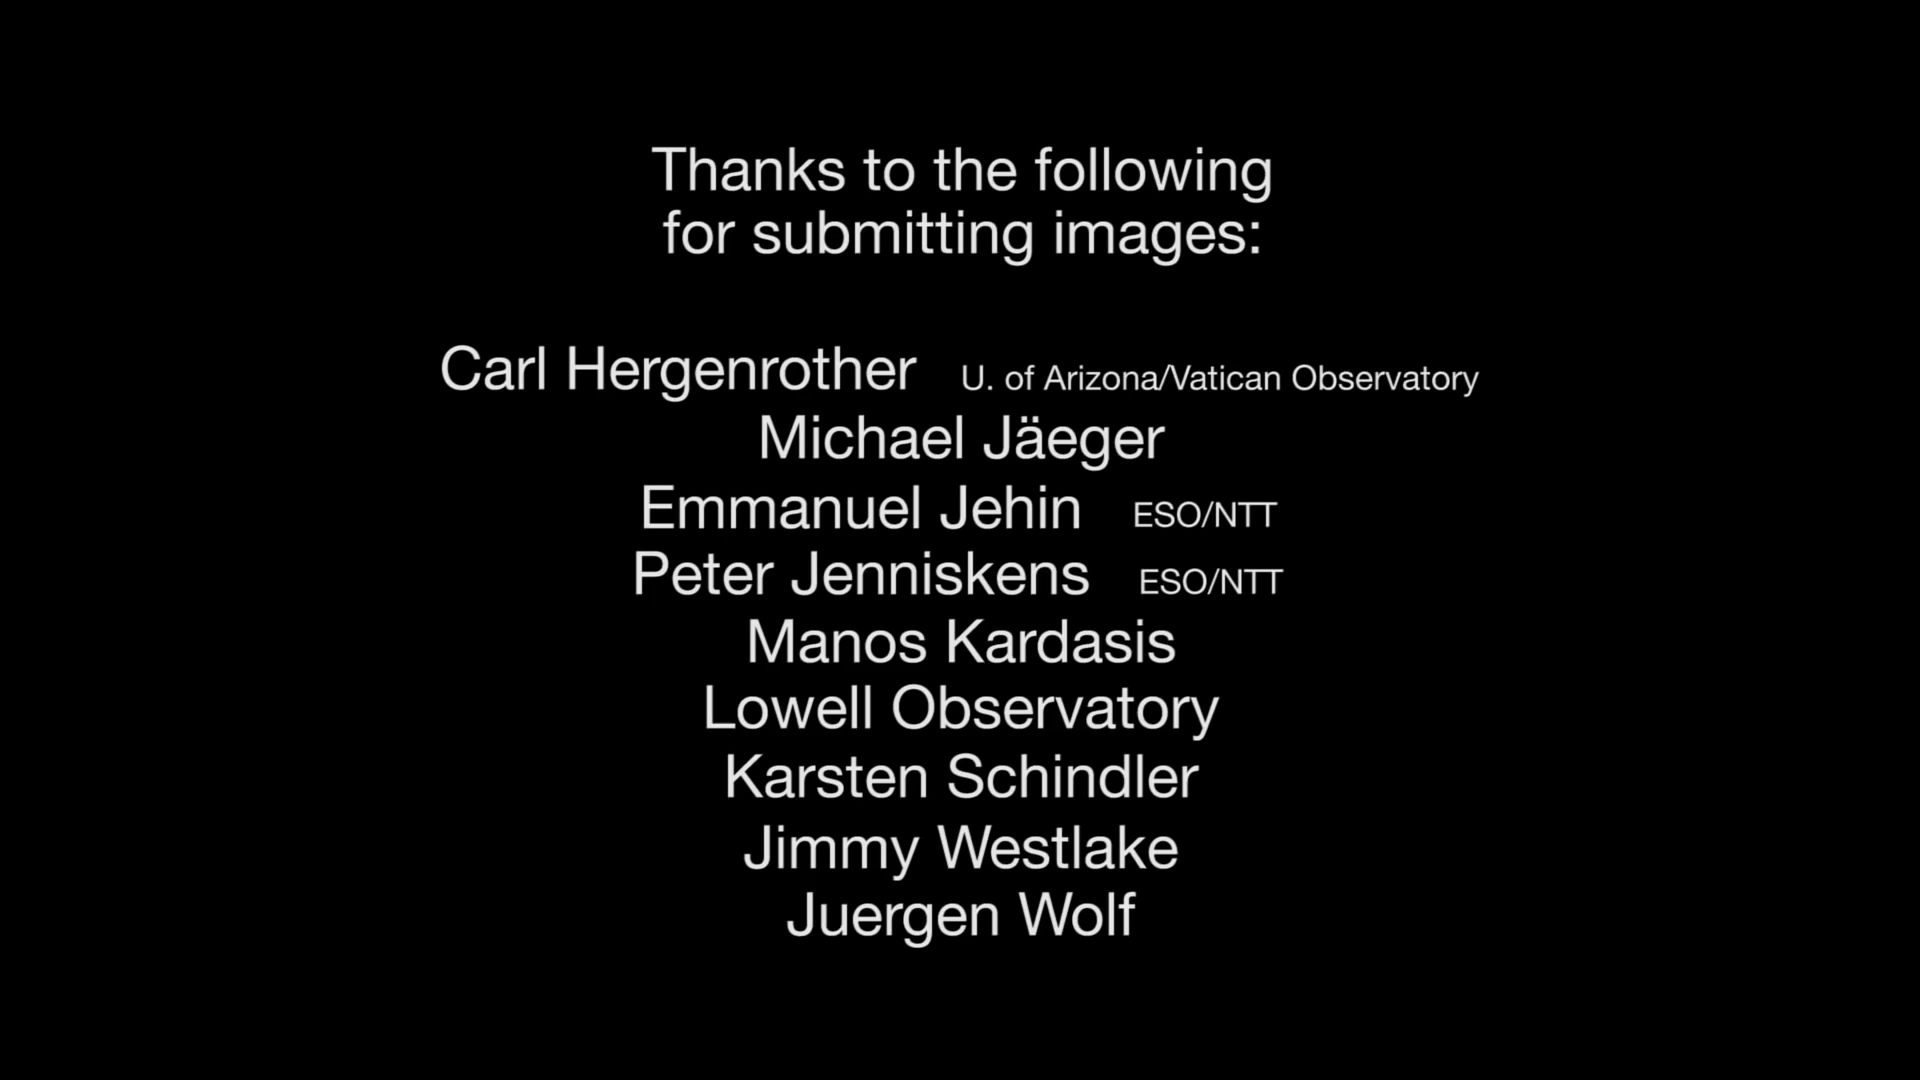 Thanks to the following
for submitting images:
Carl Hergenrother U. of Arizona/Vatican Observatory
Michael Jäeger
Emmanuel Jehin ESO/NTT
Peter Jenniskens ESO/NTT
Manos Kardasis
Lowell Observatory
Karsten Schindler
Jimmy Westlake
Juergen Wolf